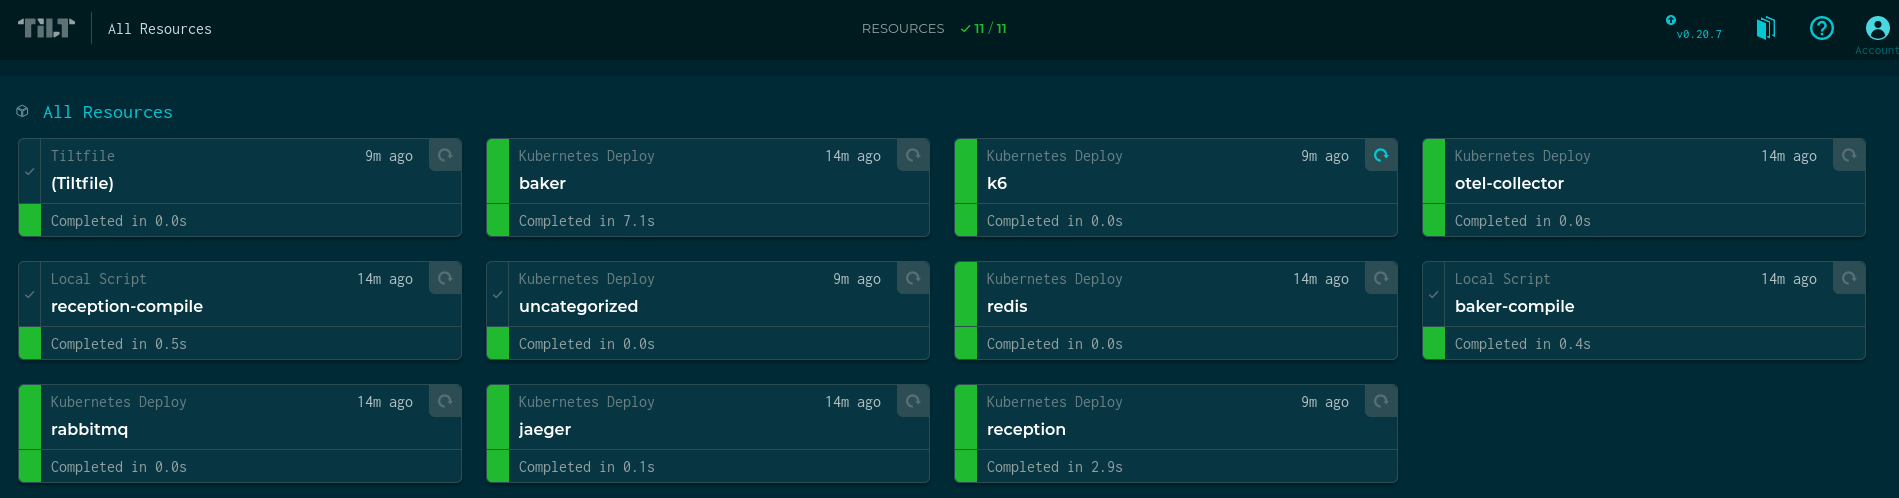 TILT All Resources RESOURCES 11 / 11 v0.20.7 Account
All Resources
Tiltfile 9m ago
(Tiltfile)
Completed in 0.0s
Kubernetes Deploy 14m ago
baker
Completed in 7.1s
Kubernetes Deploy 9m ago
k6
Completed in 0.0s
Kubernetes Deploy 14m ago
otel-collector
Completed in 0.0s
Local Script 14m ago
reception-compile
Completed in 0.5s
Kubernetes Deploy 9m ago
uncategorized
Completed in 0.0s
Kubernetes Deploy 14m ago
redis
Completed in 0.0s
Local Script 14m ago
baker-compile
Completed in 0.4s
Kubernetes Deploy 14m ago
rabbitmq
Completed in 0.0s
Kubernetes Deploy 14m ago
jaeger
Completed in 0.1s
Kubernetes Deploy 9m ago
reception
Completed in 2.9s